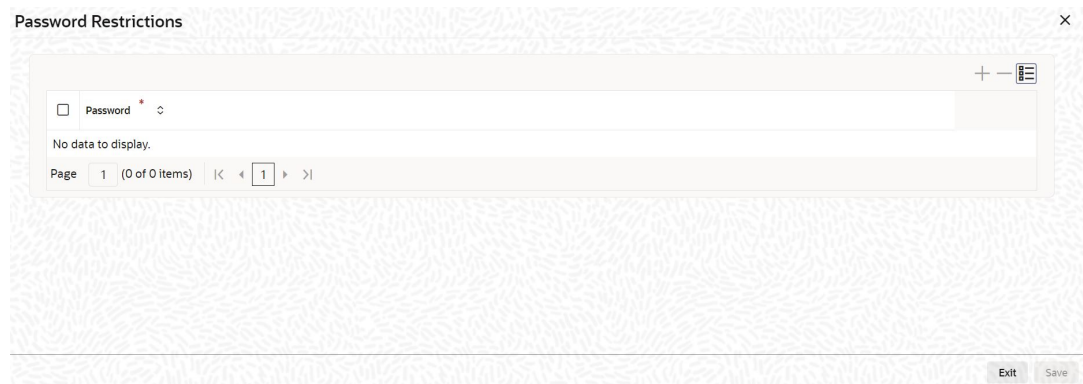 Password Restrictions
Password *
No data to display.
Page 1 (0 of 0 items) 1
Exit Save